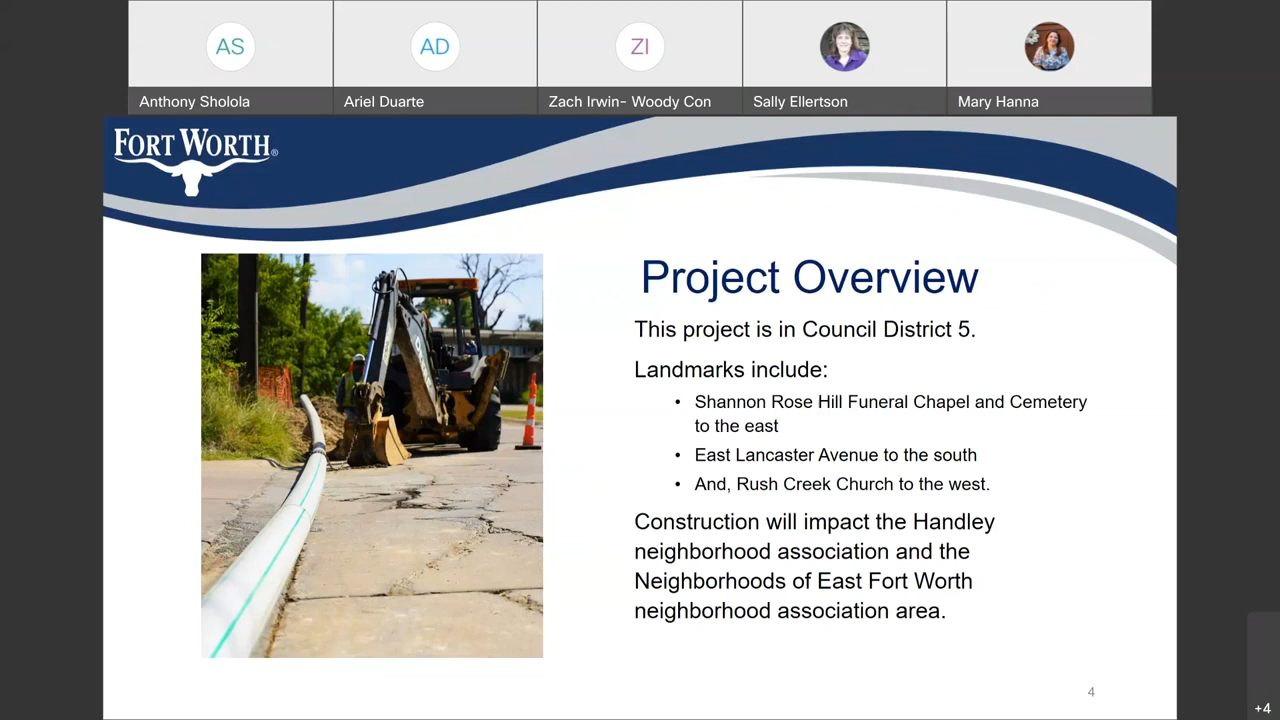 AS
AD
ZI
Anthony Sholola
Ariel Duarte
Zach Irwin- Woody Con
Sally Ellertson
Mary Hanna
FORT WORTH®
Project Overview
This project is in Council District 5.
Landmarks include:
• Shannon Rose Hill Funeral Chapel and Cemetery
to the east
• East Lancaster Avenue to the south
• And, Rush Creek Church to the west.
Construction will impact the Handley
neighborhood association and the
Neighborhoods of East Fort Worth
neighborhood association area.
4
+4